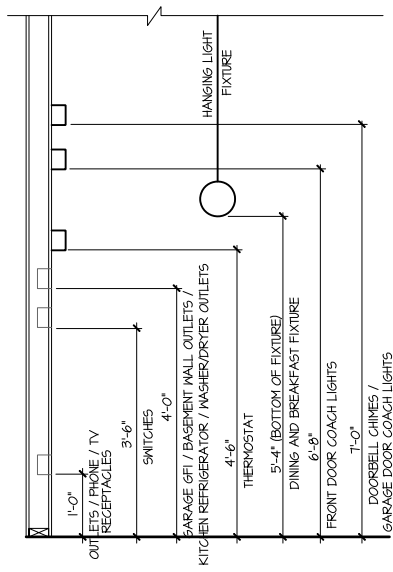 HANGING LIGHT
FIXTURE
1'-0"
OUTLETS / PHONE / TV
RECEPTACLES
3'-6"
SWITCHES
4'-0"
GARAGE GFI / BASEMENT WALL OUTLETS /
KITCHEN REFRIGERATOR / WASHER/DRYER OUTLETS
4'-6"
THERMOSTAT
5'-4" (BOTTOM OF FIXTURE)
DINING AND BREAKFAST FIXTURE
6'-8"
FRONT DOOR COACH LIGHTS
7'-0"
DOORBELL CHIMES /
GARAGE DOOR COACH LIGHTS